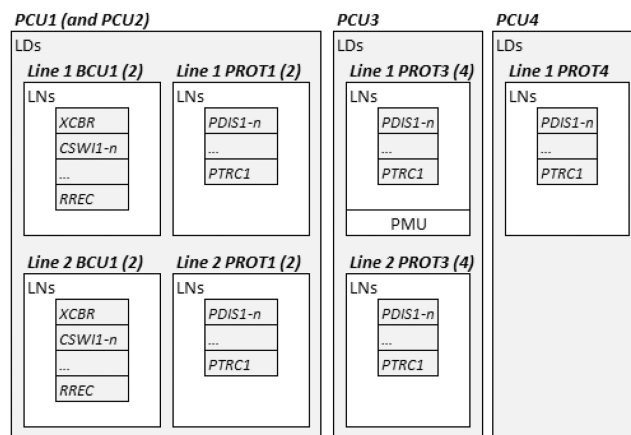 PCU1 (and PCU2)
LDs
Line 1 BCU1 (2)
LNs
XCBR
CSWI1-n
...
RREC
Line 1 PROT1 (2)
LNs
PDIS1-n
...
PTRC1
Line 2 BCU1 (2)
LNs
XCBR
CSWI1-n
...
RREC
Line 2 PROT1 (2)
LNs
PDIS1-n
...
PTRC1
PCU3
LDs
Line 1 PROT3 (4)
LNs
PDIS1-n
...
PTRC1
PMU
Line 2 PROT3 (4)
LNs
PDIS1-n
...
PTRC1
PCU4
LDs
Line 1 PROT4
LNs
PDIS1-n
...
PTRC1